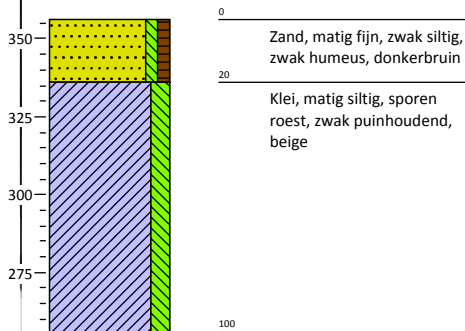 0
350
Zand, matig fijn, zwak siltig,
zwak humeus, donkerbruin
20
Klei, matig siltig, sporen
roest, zwak puinhoudend,
beige
325
300
275
100